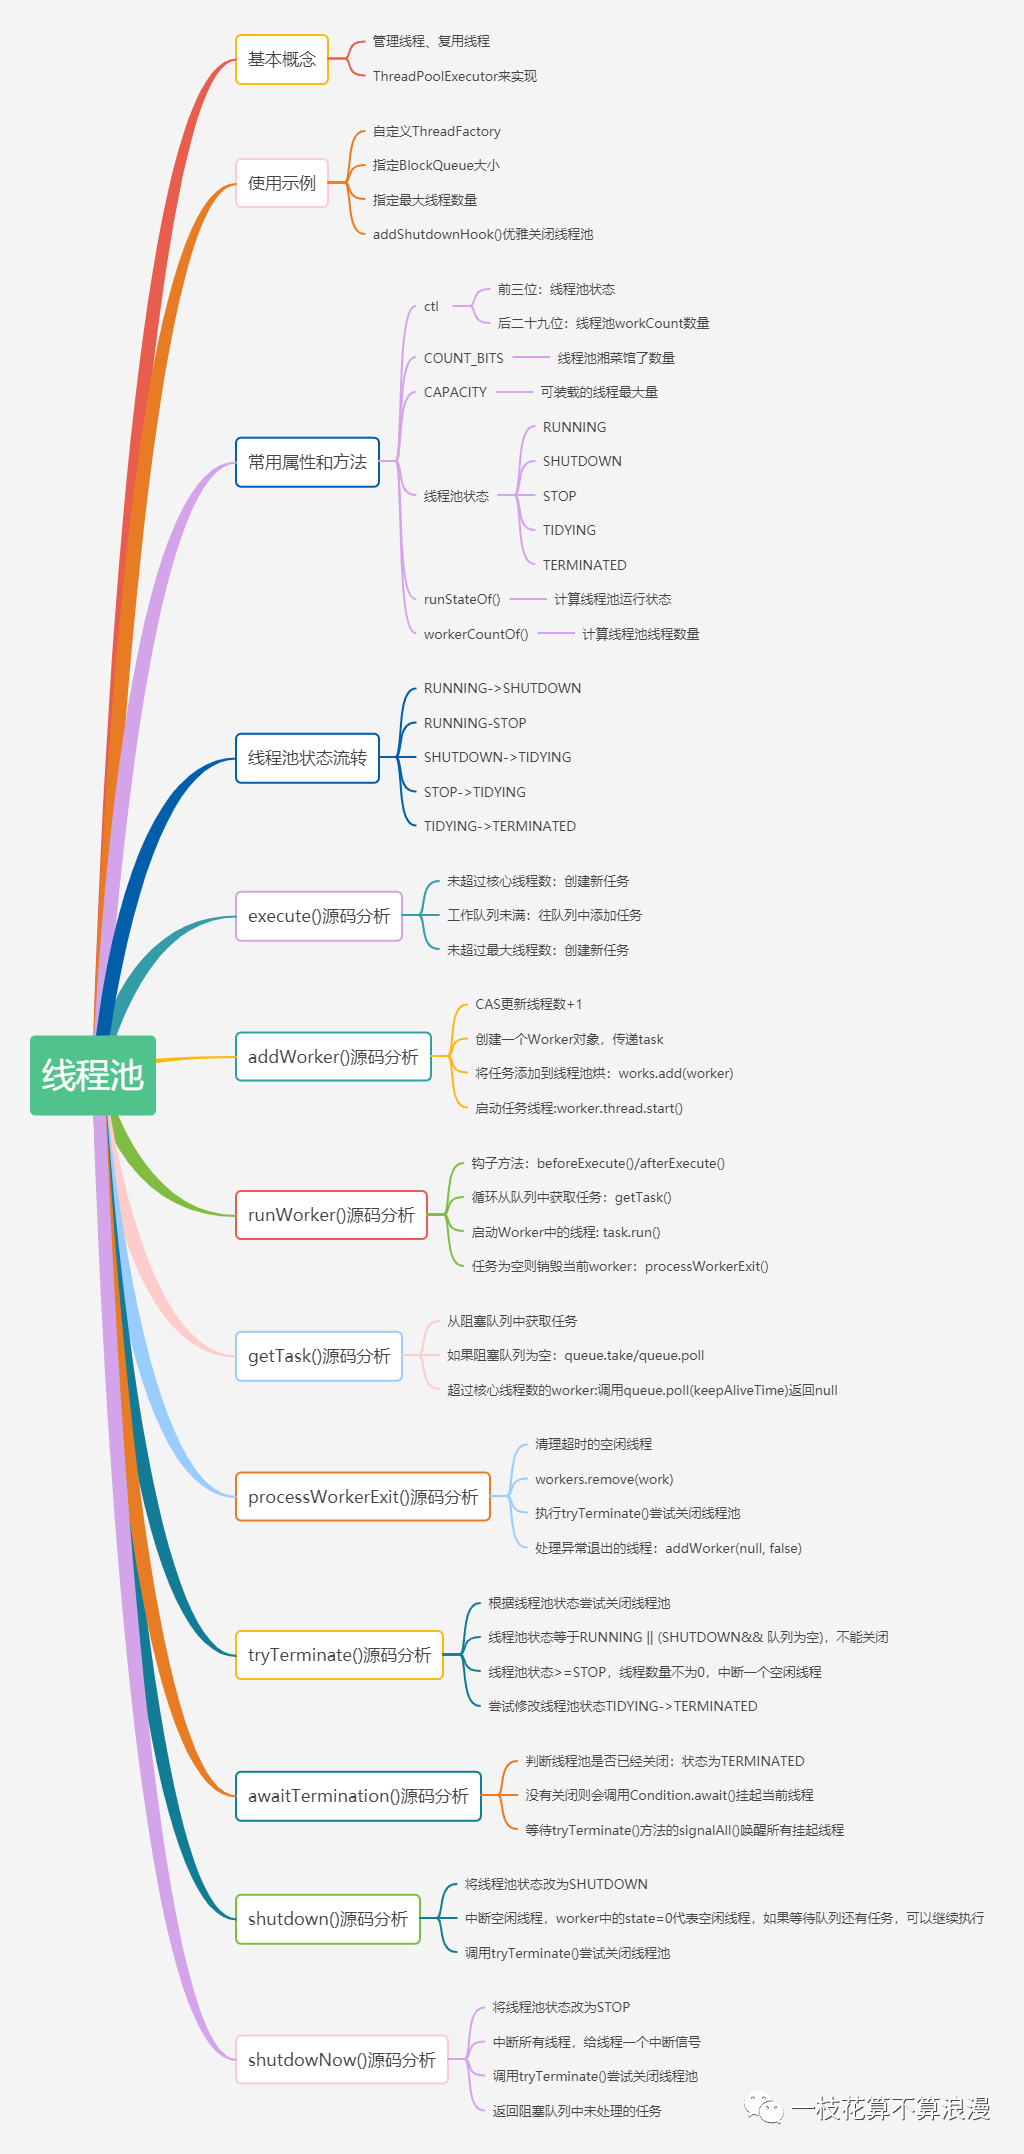 线程池
基本概念
管理线程、复用线程
ThreadPoolExecutor来实现
使用示例
自定义ThreadFactory
指定BlockQueue大小
指定最大线程数量
addShutdownHook()优雅关闭线程池
常用属性和方法
ctl
前三位：线程池状态
后二十九位：线程池workCount数量
COUNT_BITS
线程池湘菜馆了数量
CAPACITY
可装载的线程最大量
线程池状态
RUNNING
SHUTDOWN
STOP
TIDYING
TERMINATED
runStateOf()
计算线程池运行状态
workerCountOf()
计算线程池线程数量
线程池状态流转
RUNNING->SHUTDOWN
RUNNING-STOP
SHUTDOWN->TIDYING
STOP->TIDYING
TIDYING->TERMINATED
execute()源码分析
未超过核心线程数：创建新任务
工作队列未满：往队列中添加任务
未超过最大线程数：创建新任务
addWorker()源码分析
CAS更新线程数+1
创建一个Worker对象，传递task
将任务添加到线程池烘：works.add(worker)
启动任务线程:worker.thread.start()
runWorker()源码分析
钩子方法：beforeExecute()/afterExecute()
循环从队列中获取任务：getTask()
启动Worker中的线程: task.run()
任务为空则销毁当前worker：processWorkerExit()
getTask()源码分析
从阻塞队列中获取任务
如果阻塞队列为空：queue.take/queue.poll
超过核心线程数的worker:调用queue.poll(keepAliveTime)返回null
processWorkerExit()源码分析
清理超时的空闲线程
workers.remove(work)
执行tryTerminate()尝试关闭线程池
处理异常退出的线程：addWorker(null, false)
tryTerminate()源码分析
根据线程池状态尝试关闭线程池
线程池状态等于RUNNING || (SHUTDOWN&& 队列为空)，不能关闭
线程池状态>=STOP，线程数量不为0，中断一个空闲线程
尝试修改线程池状态TIDYING->TERMINATED
awaitTermination()源码分析
判断线程池是否已经关闭：状态为TERMINATED
没有关闭则会调用Condition.await()挂起当前线程
等待tryTerminate()方法的signalAll()唤醒所有挂起线程
shutdown()源码分析
将线程池状态改为SHUTDOWN
中断空闲线程，worker中的state=0代表空闲线程，如果等待队列还有任务，可以继续执行
调用tryTerminate()尝试关闭线程池
shutdowNow()源码分析
将线程池状态改为STOP
中断所有线程，给线程一个中断信号
调用tryTerminate()尝试关闭线程池
返回阻塞队列中未处理的任务
一枝花算不算浪漫